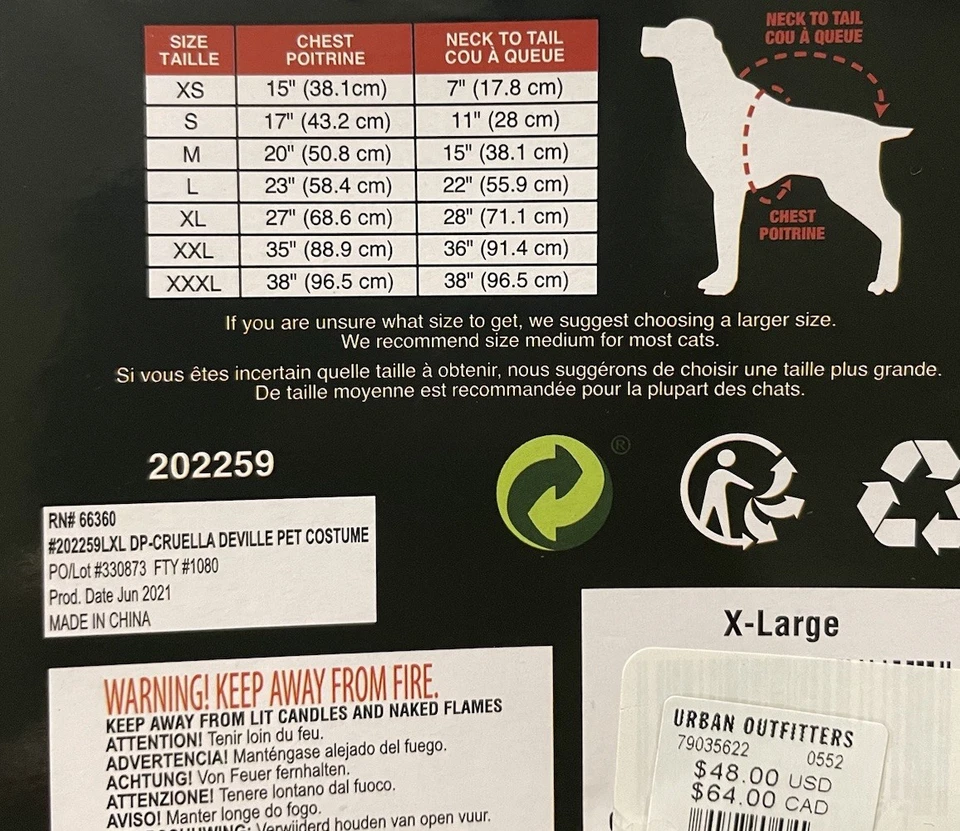 SIZE CHEST NECK TO TAIL
TAILLE POITRINE COU À QUEUE
XS 15" (38.1cm) 7" (17.8 cm)
S 17" (43.2 cm) 11" (28 cm)
M 20" (50.8 cm) 15" (38.1 cm)
L 23" (58.4 cm) 22" (55.9 cm)
XL 27" (68.6 cm) 28" (71.1 cm)
XXL 35" (88.9 cm) 36" (91.4 cm)
XXXL 38" (96.5 cm) 38" (96.5 cm)
NECK TO TAIL
COU À QUEUE
CHEST
POITRINE
If you are unsure what size to get, we suggest choosing a larger size.
We recommend size medium for most cats.
Si vous êtes incertain quelle taille à obtenir, nous suggérons de choisir une taille plus grande.
De taille moyenne est recommandée pour la plupart des chats.
202259
®
RN# 66360
#202259LXL DP-CRUELLA DEVILLE PET COSTUME
PO/Lot #330873 FTY #1080
Prod. Date Jun 2021
MADE IN CHINA
X-Large
WARNING! KEEP AWAY FROM FIRE.
KEEP AWAY FROM LIT CANDLES AND NAKED FLAMES
ATTENTION! Tenir loin du feu.
ADVERTENCIA! Manténgase alejado del fuego.
ACHTUNG! Von Feuer fernhalten.
ATTENZIONE! Tenere lontano dal fuoco.
AVISO! Manter longe do fogo.
Verwijderd houden van open vuur.
URBAN OUTFITTERS
79035622 0552
$48.00 USD
$64.00 CAD